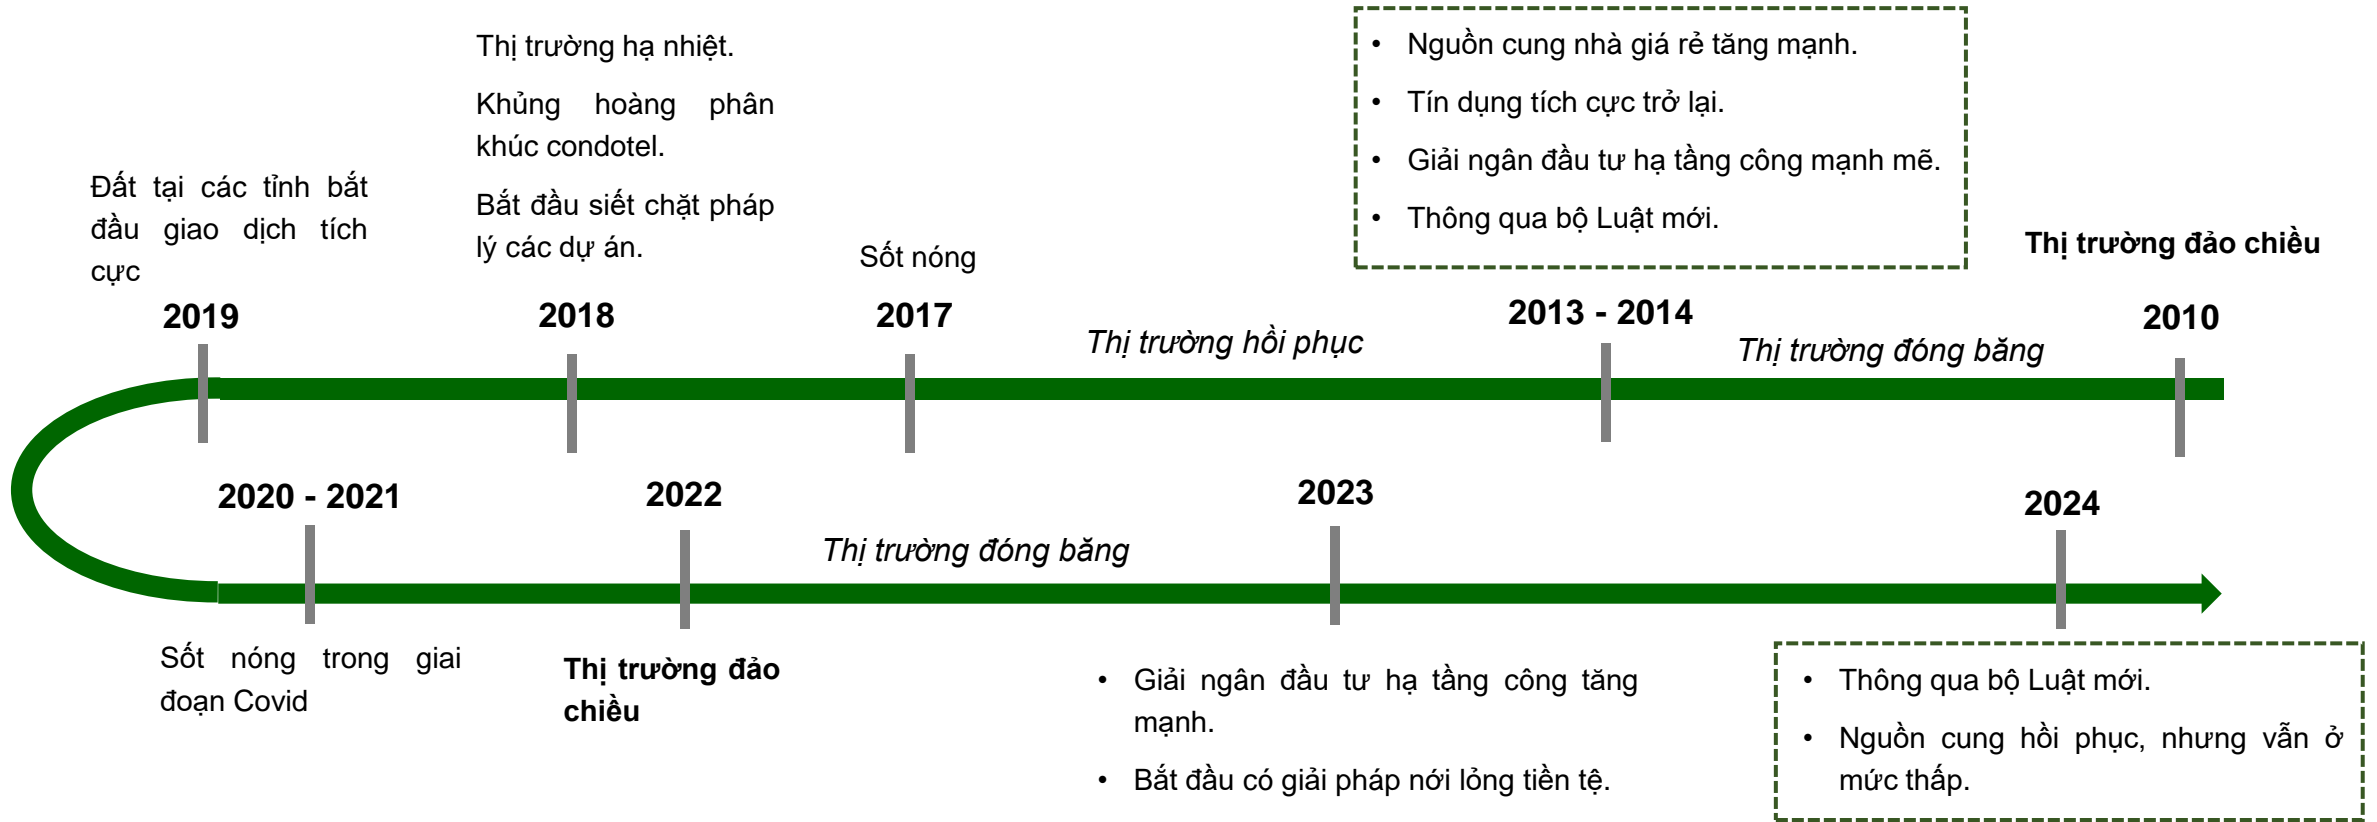 Thị trường hạ nhiệt.
Khủng hoàng phân
khúc condotel.
Bắt đầu siết chặt pháp
lý các dự án.
• Nguồn cung nhà giá rẻ tăng mạnh.
• Tín dụng tích cực trở lại.
• Giải ngân đầu tư hạ tầng công mạnh mẽ.
• Thông qua bộ Luật mới.
Đất tại các tỉnh bắt
đầu giao dịch tích
cực
Sốt nóng
Thị trường đảo chiều
2019
2018
2017
Thị trường hồi phục
2013 - 2014
Thị trường đóng băng
2010
2020 - 2021
2022
Thị trường đóng băng
2023
2024
Sốt nóng trong giai
đoạn Covid
Thị trường đảo
chiều
• Giải ngân đầu tư hạ tầng công tăng
mạnh.
• Bắt đầu có giải pháp nới lỏng tiền tệ.
• Thông qua bộ Luật mới.
• Nguồn cung hồi phục, nhưng vẫn ở
mức thấp.